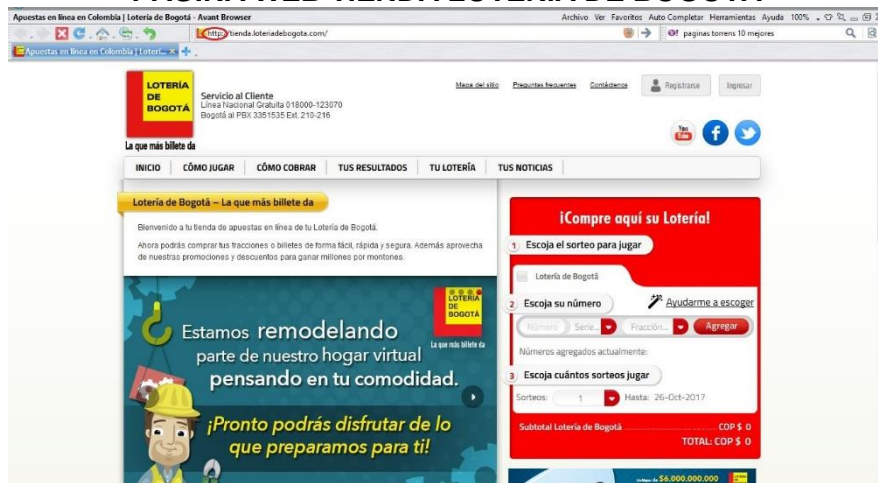 PÁGINA WEB TIENDA LOTERIA DE BOGOTÁ
Apuestas en línea en Colombia | Lotería de Bogotá - Avant Browser
Archivo Ver Favoritos Auto Completar Herramientas Ayuda 100%
http://tienda.loteriadebogota.com/
paginas torrens 10 mejores
Apuestas en línea en Colombia | Loterí...
LOTERÍA
DE
BOGOTÁ
La que más billete da
Servicio al Cliente
Línea Nacional Gratuita 018000-123070
Bogotá al PBX 3351535 Ext. 210-216
Mapa del sitio Preguntas frecuentes Contáctenos Registrarse Ingresar
You
Tube
INICIO CÓMO JUGAR CÓMO COBRAR TUS RESULTADOS TU LOTERÍA TUS NOTICIAS
Lotería de Bogotá – La que más billete da
Bienvenido a tu tienda de apuestas en línea de tu Lotería de Bogotá.
Ahora podrás comprar tus fracciones o billetes de forma fácil, rápida y segura. Además aprovecha
de nuestras promociones y descuentos para ganar millones por montones.
LOTERÍA
DE
BOGOTÁ
La que más billete da
Estamos remodelando
parte de nuestro hogar virtual
pensando en tu comodidad.
¡Pronto podrás disfrutar de lo
que preparamos para ti!
¡Compre aquí su Lotería!
1 Escoja el sorteo para jugar
Lotería de Bogotá
2 Escoja su número Ayudarme a escoger
Número Serie... Fracción... Agregar
Números agregados actualmente:
3 Escoja cuántos sorteos jugar
Sorteos: 1 Hasta: 26-Oct-2017
Subtotal Lotería de Bogotá COP $ 0
TOTAL: COP $ 0
$6.000.000.000